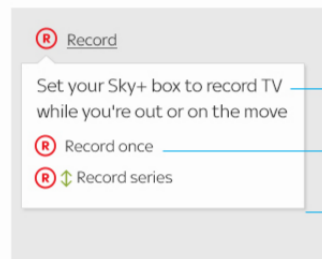 R Record
Set your Sky+ box to record TV
while you're out or on the move
R Record once
R Record series